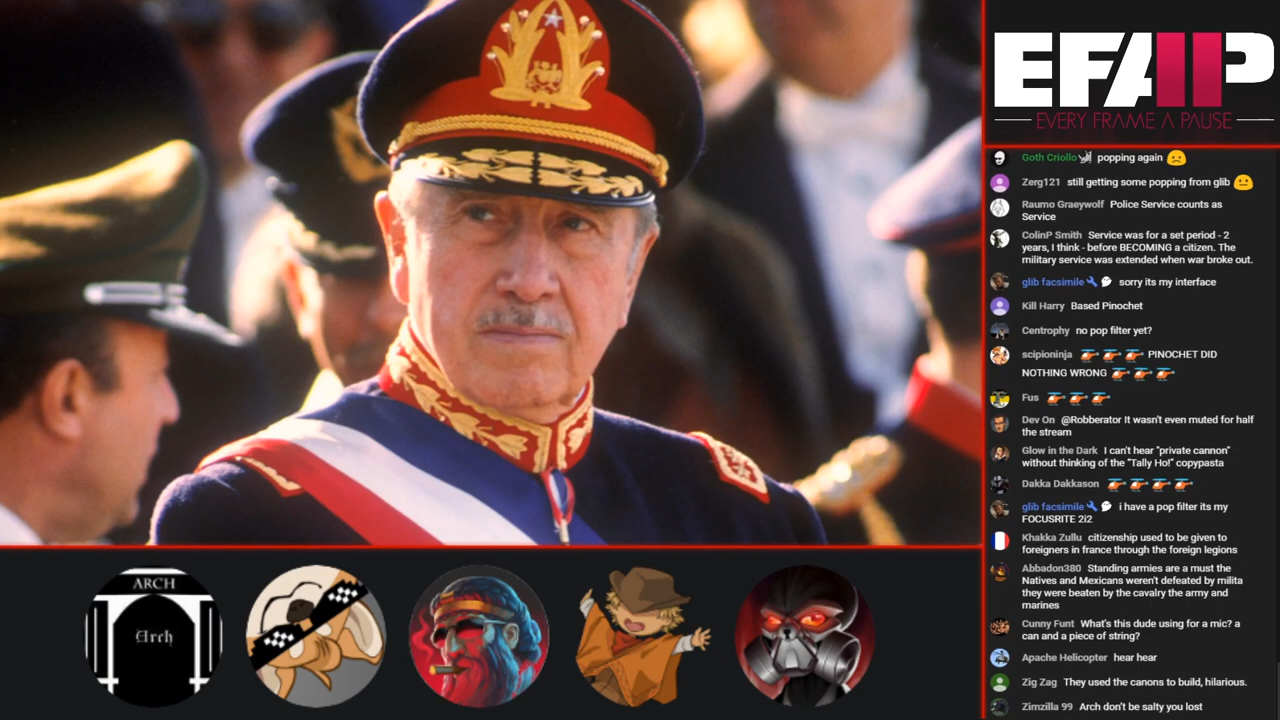 EFAP
EVERY FRAME A PAUSE
Goth Criollo popping again
Zerg121 still getting some popping from glib
Raumo Graeywolf Police Service counts as
Service
ColinP Smith Service was for a set period - 2
years, I think - before BECOMING a citizen. The
military service was extended when war broke out.
glib facsimile sorry its my interface
Kill Harry Based Pinochet
Centrophy no pop filter yet?
scipioninja 🚁 🚁 🚁 PINOCHET DID
NOTHING WRONG 🚁 🚁 🚁
Fus 🚁 🚁 🚁
Dev On @Robberator It wasn't even muted for half
the stream
Glow in the Dark I can't hear "private cannon"
without thinking of the "Tally Ho!" copypasta
Dakka Dakkason 🚁 🚁 🚁 🚁
glib facsimile i have a pop filter its my
FOCUSRITE 2i2
Khakka Zullu citizenship used to be given to
foreigners in france through the foreign legions
Abbadon380 Standing armies are a must the
Natives and Mexicans weren't defeated by milita
they were beaten by the cavalry the army and
marines
Cunny Funt What's this dude using for a mic? a
can and a piece of string?
Apache Helicopter hear hear
Zig Zag They used the canons to build, hilarious.
Zimzilla 99 Arch don't be salty you lost
ARCH
Arch